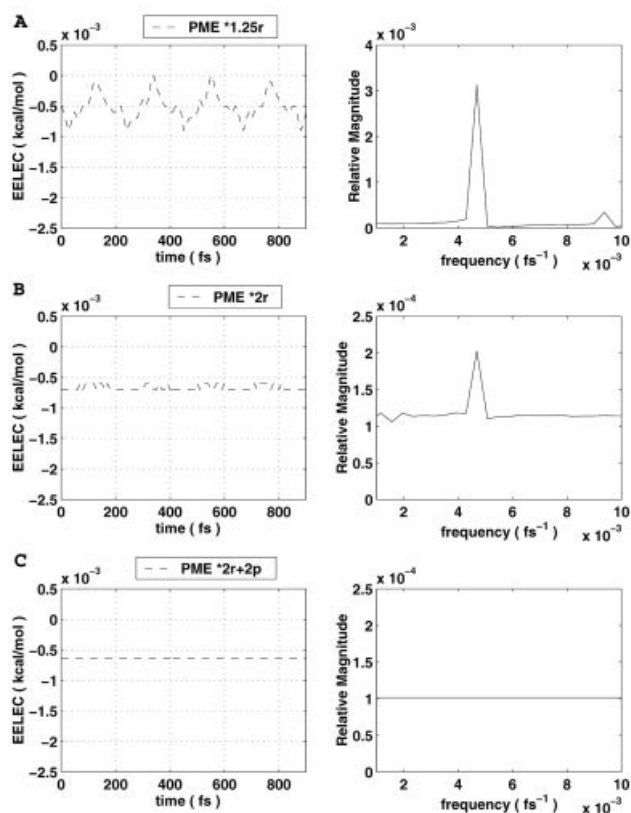 A
PME *1.25r
x 10⁻³
0.5
0
−0.5
−1
−1.5
−2
−2.5
EELEC ( kcal/mol)
0 200 400 600 800
time ( fs)
x 10⁻³
4
3
2
1
0
Relative Magnitude
2 4 6 8 10
frequency ( fs⁻¹)
x 10⁻³
B
PME *2r
x 10⁻³
0.5
0
−0.5
−1
−1.5
−2
−2.5
EELEC ( kcal/mol)
0 200 400 600 800
time ( fs)
x 10⁻⁴
2.5
2
1.5
1
0.5
0
Relative Magnitude
2 4 6 8 10
frequency ( fs⁻¹)
x 10⁻³
C
PME *2r+2p
x 10⁻³
0.5
0
−0.5
−1
−1.5
−2
−2.5
EELEC ( kcal/mol)
0 200 400 600 800
time ( fs)
x 10⁻⁴
2.5
2
1.5
1
0.5
0
Relative Magnitude
2 4 6 8 10
frequency ( fs⁻¹)
x 10⁻³